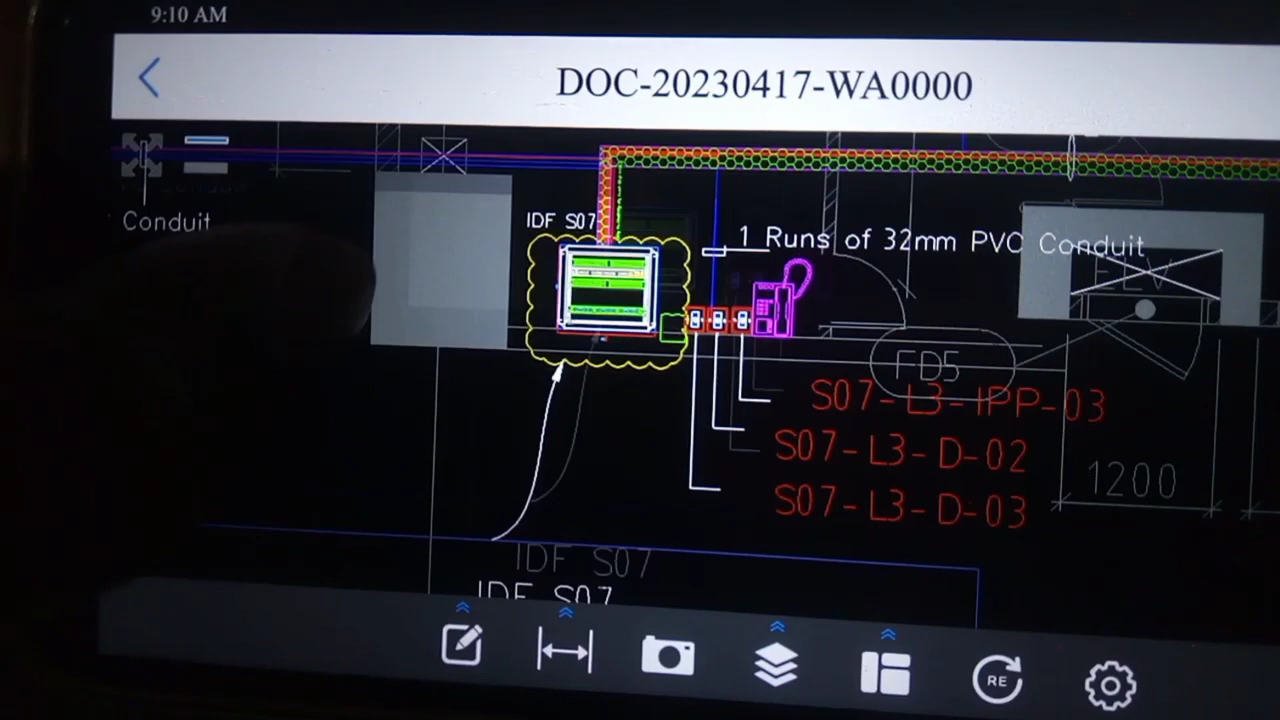 9:10 AM
DOC-20230417-WA0000
Conduit
IDF S07
1 Runs of 32mm PVC Conduit
ELV
FD5
S07-L3-IPP-03
S07-L3-D-02
S07-L3-D-03
1200
IDF S07
IDF S07
RE